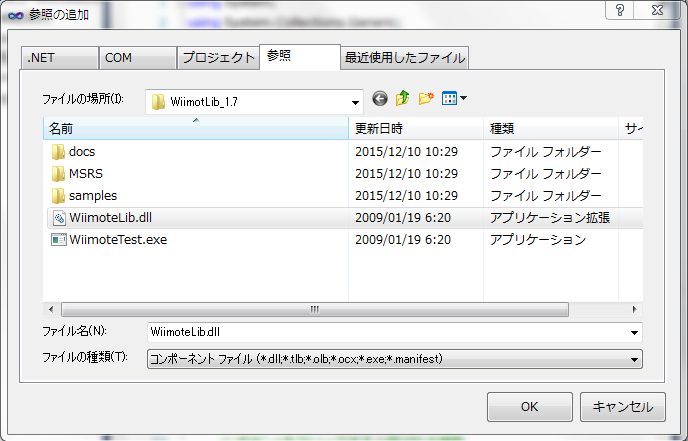 using System;
参照の追加
using System.Collections.Generic;
.NET COM プロジェクト 参照 最近使用したファイル
ファイルの場所(I): WiimotLib_1.7
名前 更新日時 種類 サイ
docs 2015/12/10 10:29 ファイル フォルダー
MSRS 2015/12/10 10:29 ファイル フォルダー
samples 2015/12/10 10:29 ファイル フォルダー
WiimoteLib.dll 2009/01/19 6:20 アプリケーション拡張
WiimoteTest.exe 2009/01/19 6:20 アプリケーション
ファイル名(N): WiimoteLib.dll
ファイルの種類(T): コンポーネント ファイル (*.dll;*.tlb;*.olb;*.ocx;*.exe;*.manifest)
OK キャンセル